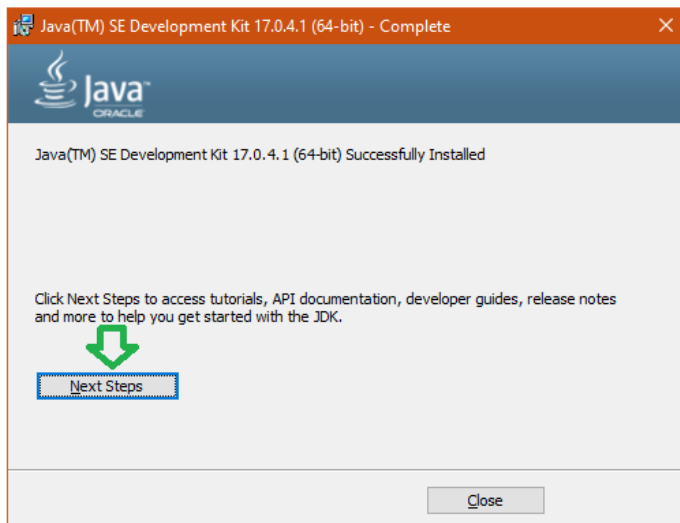 Java(TM) SE Development Kit 17.0.4.1 (64-bit) - Complete
Java™
ORACLE
Java(TM) SE Development Kit 17.0.4.1 (64-bit) Successfully Installed
Click Next Steps to access tutorials, API documentation, developer guides, release notes
and more to help you get started with the JDK.
Next Steps
Close